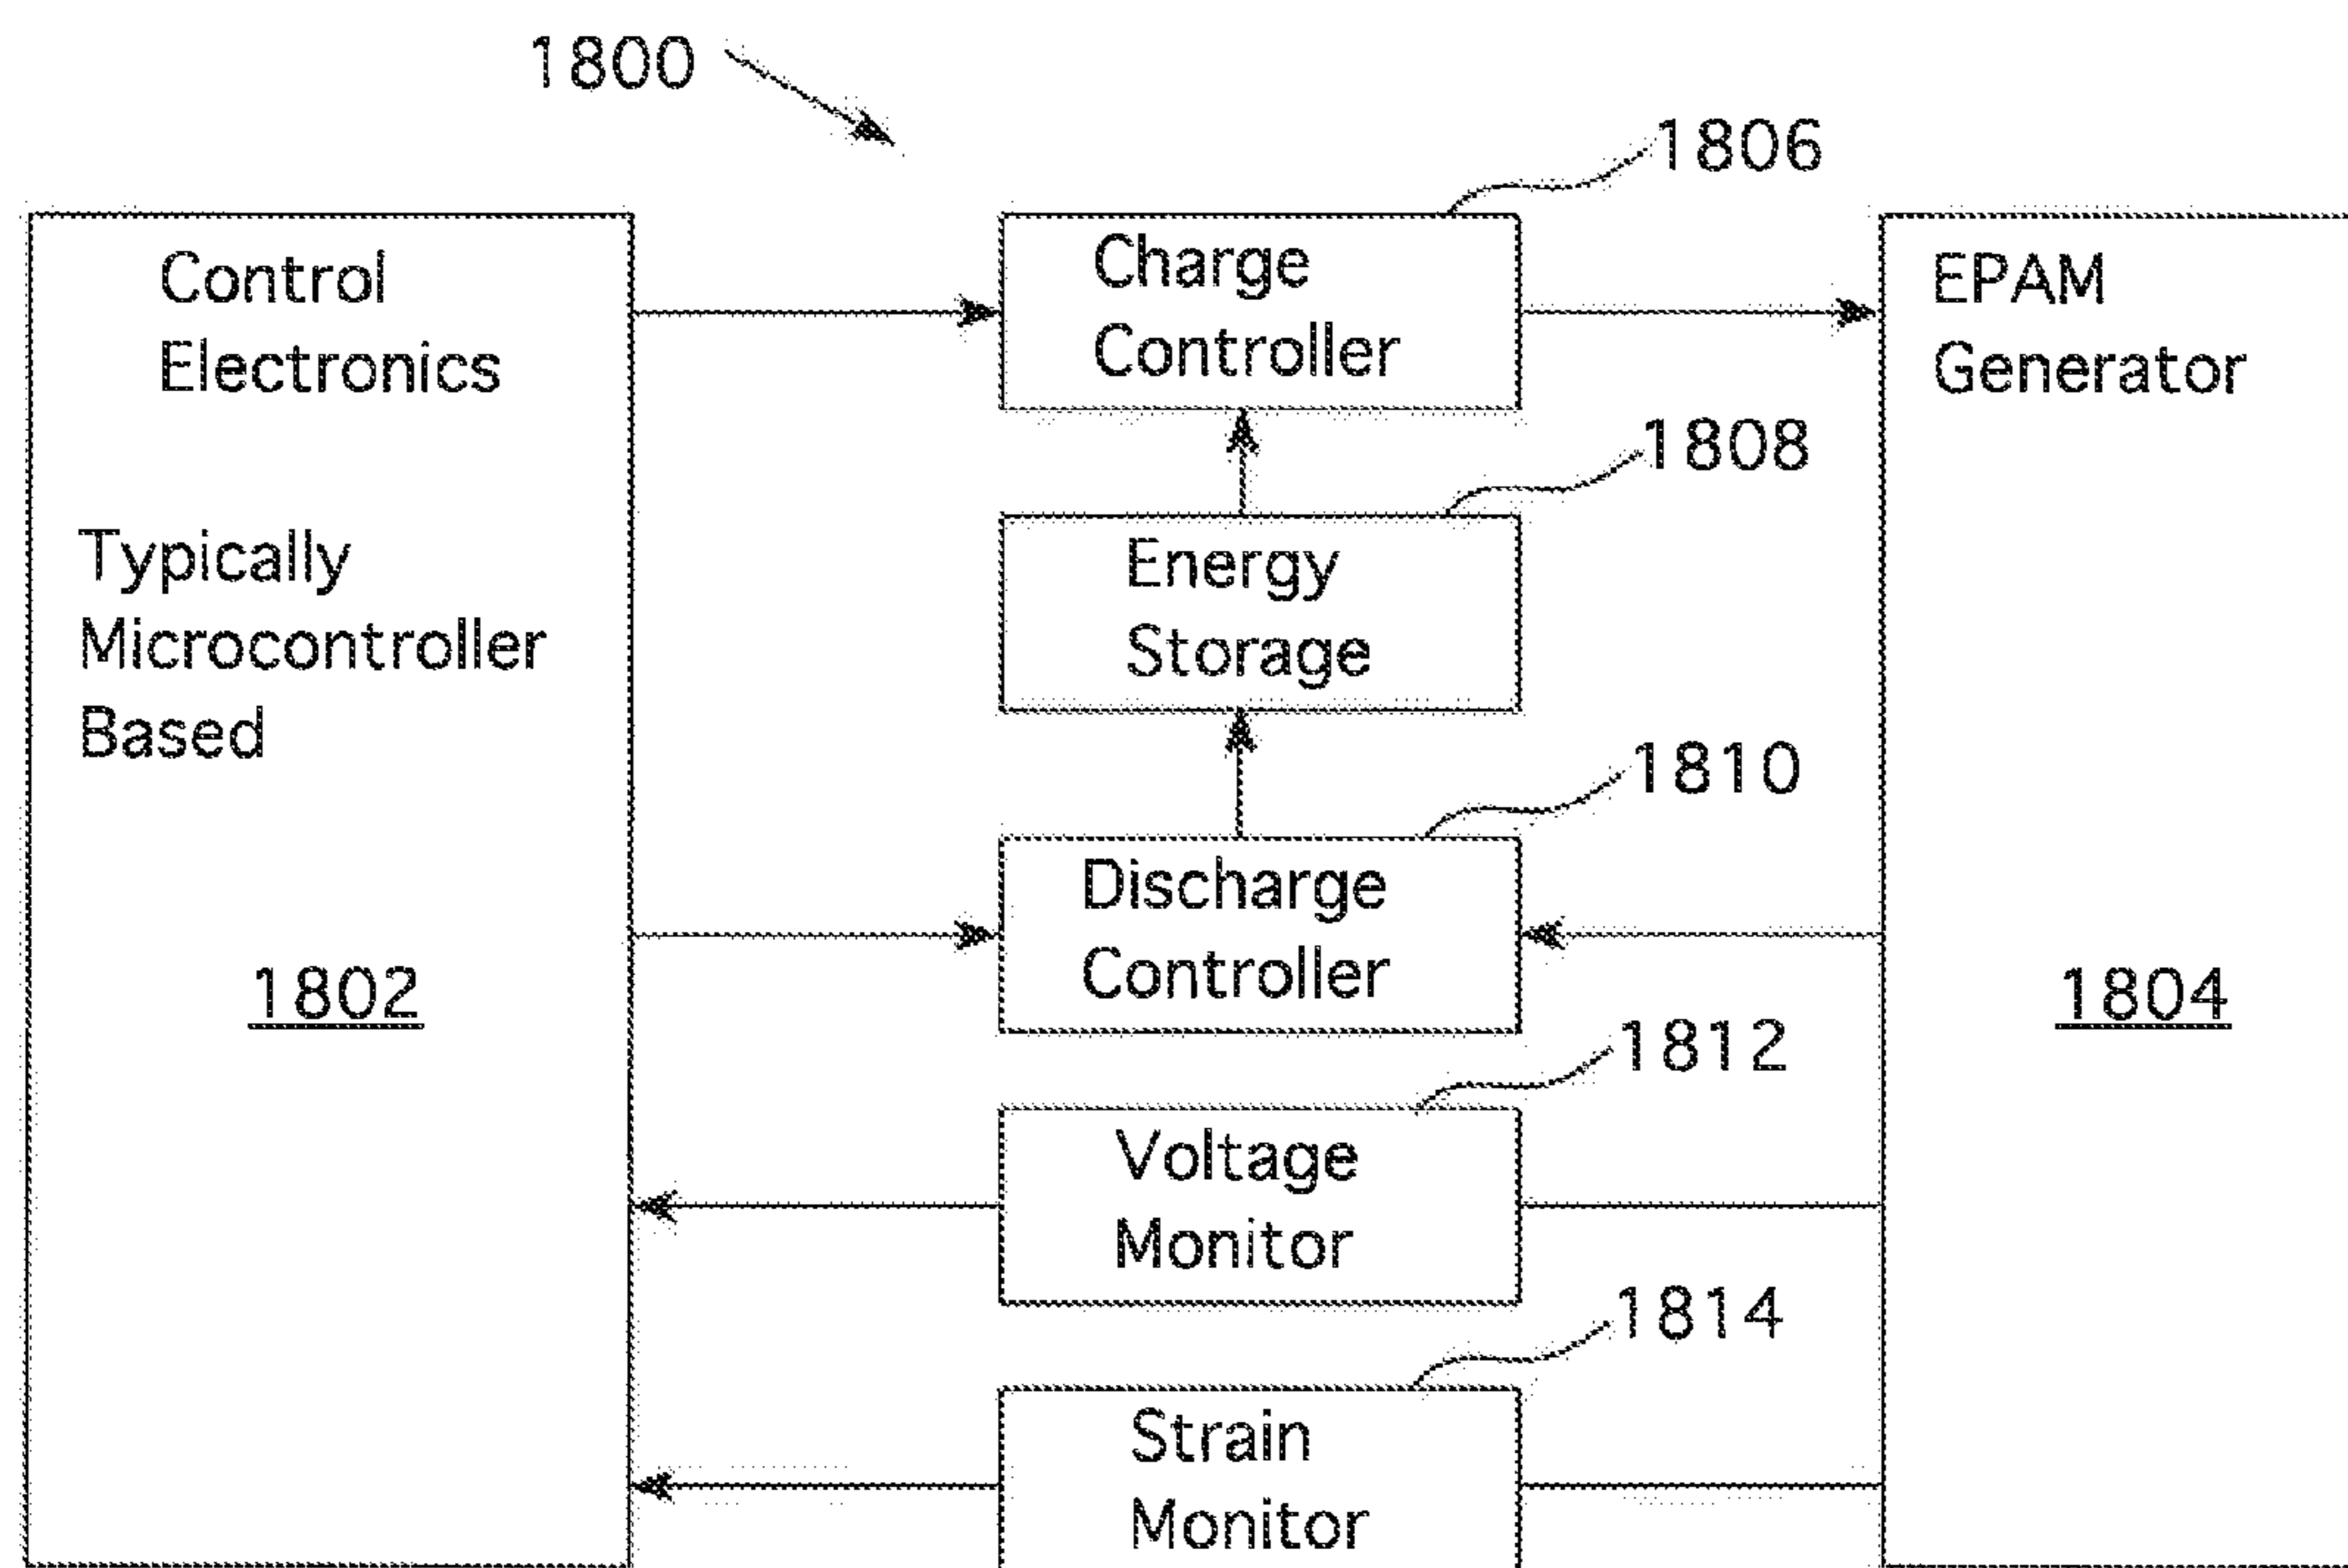 1800
1806
Control
Electronics
Charge
Controller
EPAM
Generator
1808
Typically
Microcontroller
Based
Energy
Storage
1810
Discharge
Controller
1802
1804
1812
Voltage
Monitor
1814
Strain
Monitor